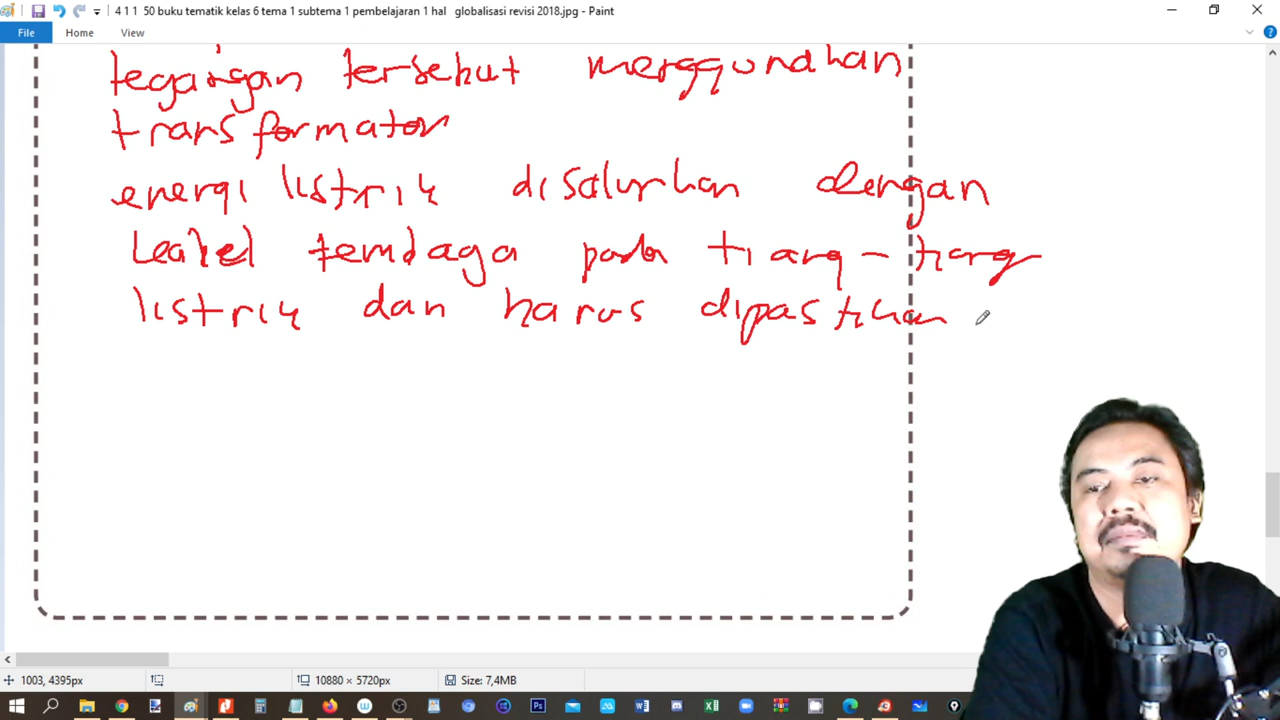 4 1 1 50 buku tematik kelas 6 tema 1 subtema 1 pembelajaran 1 hal globalisasi revisi 2018.jpg - Paint
File Home View
tegangan tersebut menggunakan
transformator
energi listrik disalurkan dengan
kabel tembaga pada tiang - tiang
listrik dan harus dipastikan
1003, 4395px
10880 × 5720px
Size: 7,4MB